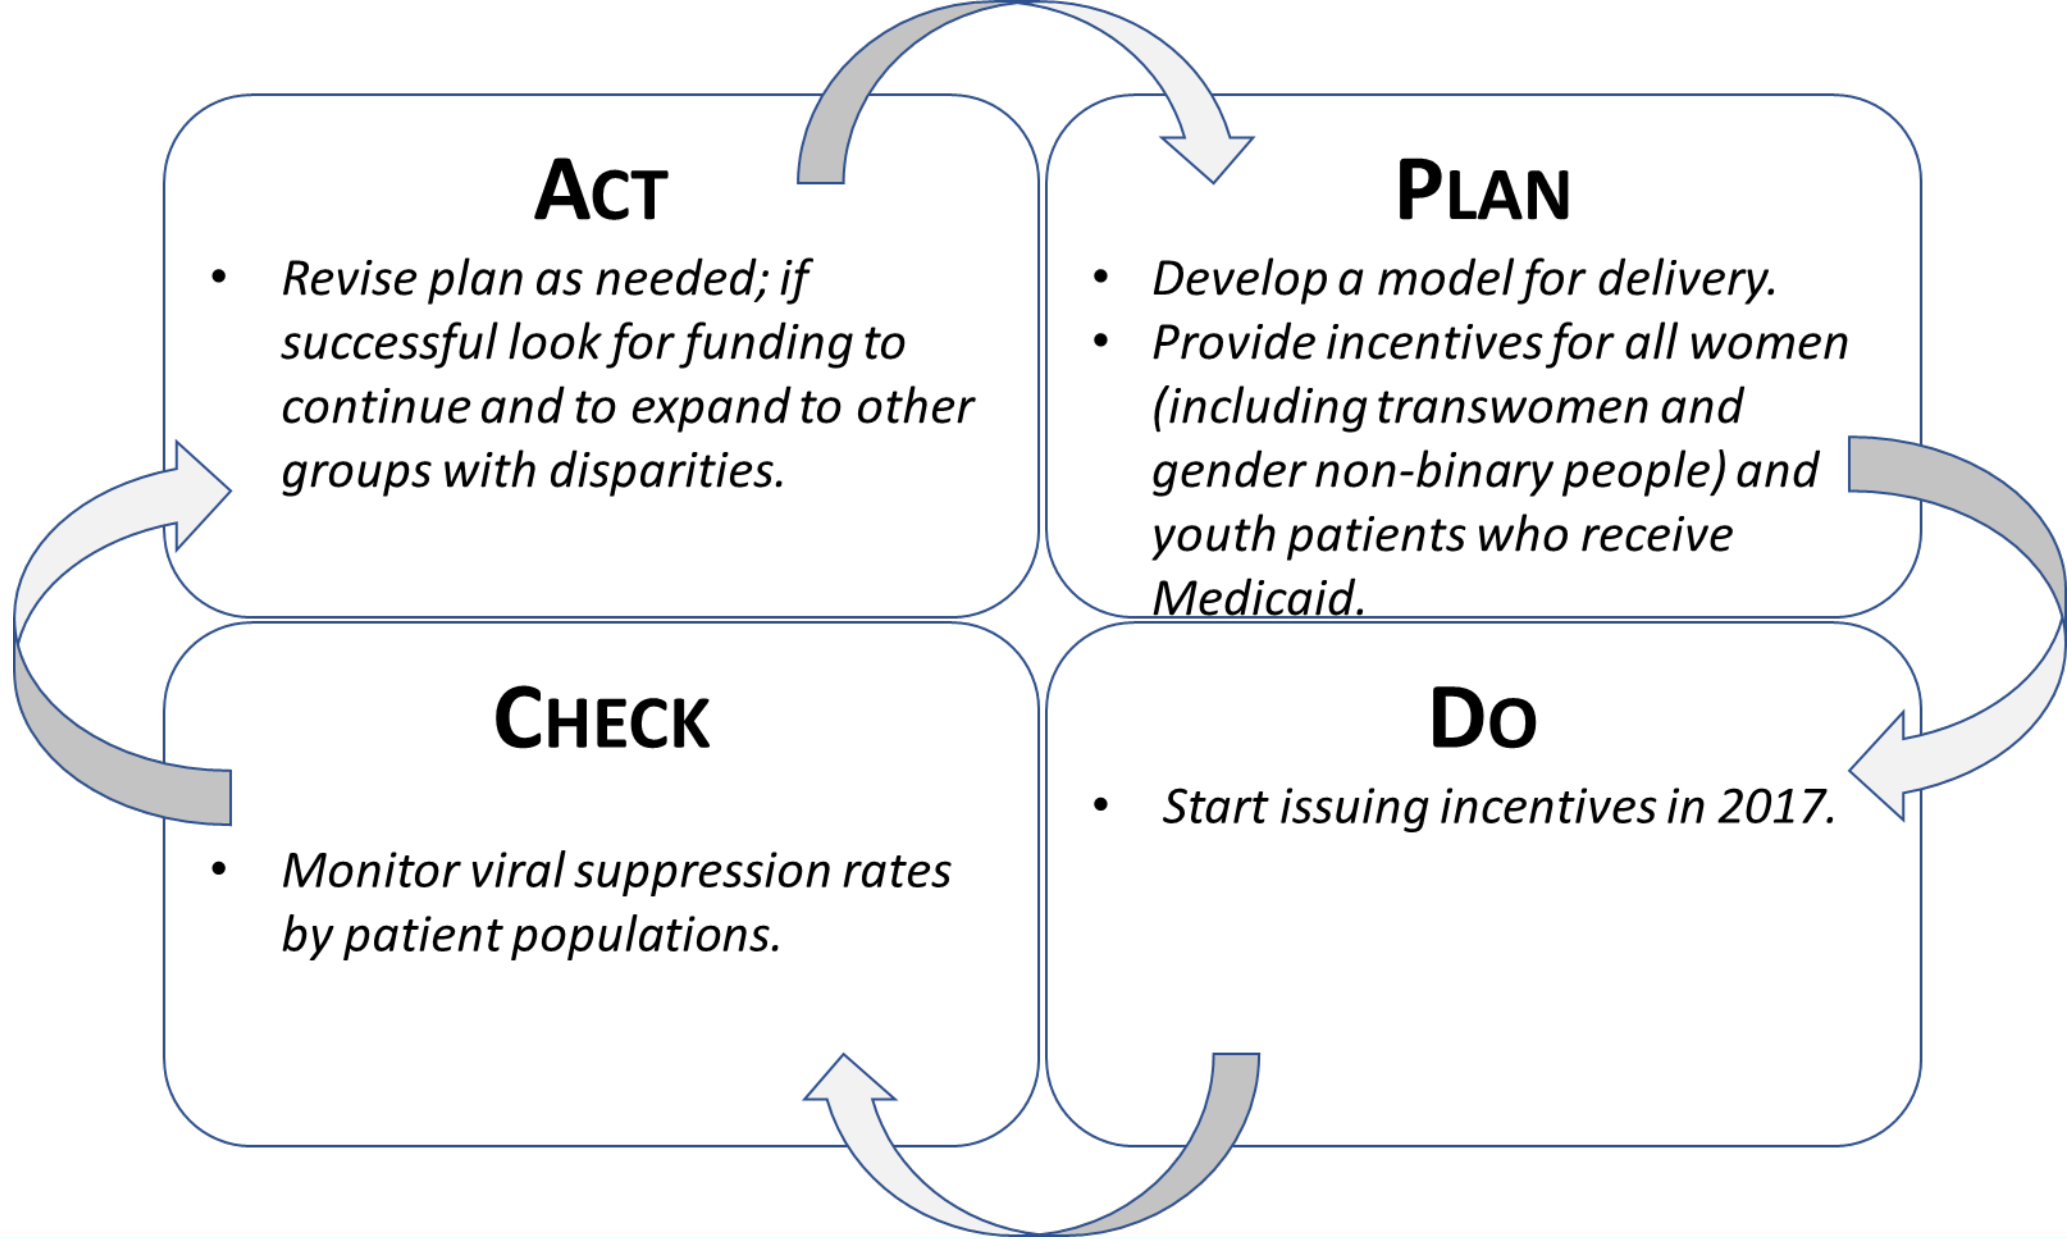 ACT
• Revise plan as needed; if
successful look for funding to
continue and to expand to other
groups with disparities.
PLAN
• Develop a model for delivery.
• Provide incentives for all women
(including transwomen and
gender non-binary people) and
youth patients who receive
Medicaid.
CHECK
• Monitor viral suppression rates
by patient populations.
DO
• Start issuing incentives in 2017.